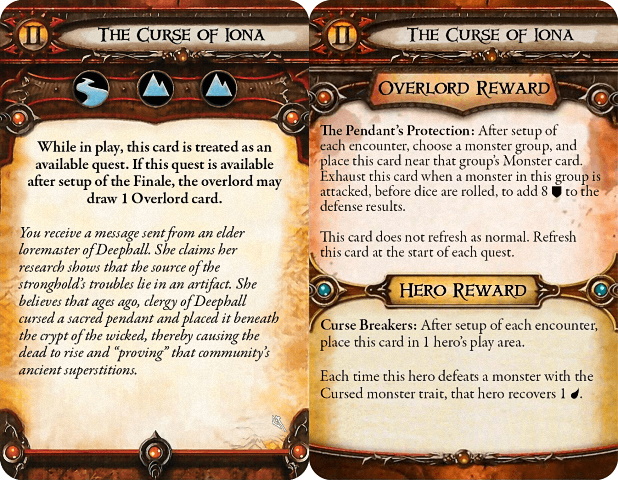 II
The Curse of Iona
While in play, this card is treated as an
available quest. If this quest is available
after setup of the Finale, the overlord may
draw 1 Overlord card.
You receive a message sent from an elder
loremaster of Deephall. She claims her
research shows that the source of the
stronghold's troubles lie in an artifact. She
believes that ages ago, clergy of Deephall
cursed a sacred pendant and placed it beneath
the crypt of the wicked, thereby causing the
dead to rise and "proving" that community's
ancient superstitions.
II
The Curse of Iona
Overlord Reward
The Pendant's Protection: After setup of
each encounter, choose a monster group, and
place this card near that group's Monster card.
Exhaust this card when a monster in this group is
attacked, before dice are rolled, to add 8 to the
defense results.
This card does not refresh as normal. Refresh
this card at the start of each quest.
Hero Reward
Curse Breakers: After setup of each encounter,
place this card in 1 hero's play area.
Each time this hero defeats a monster with the
Cursed monster trait, that hero recovers 1 .